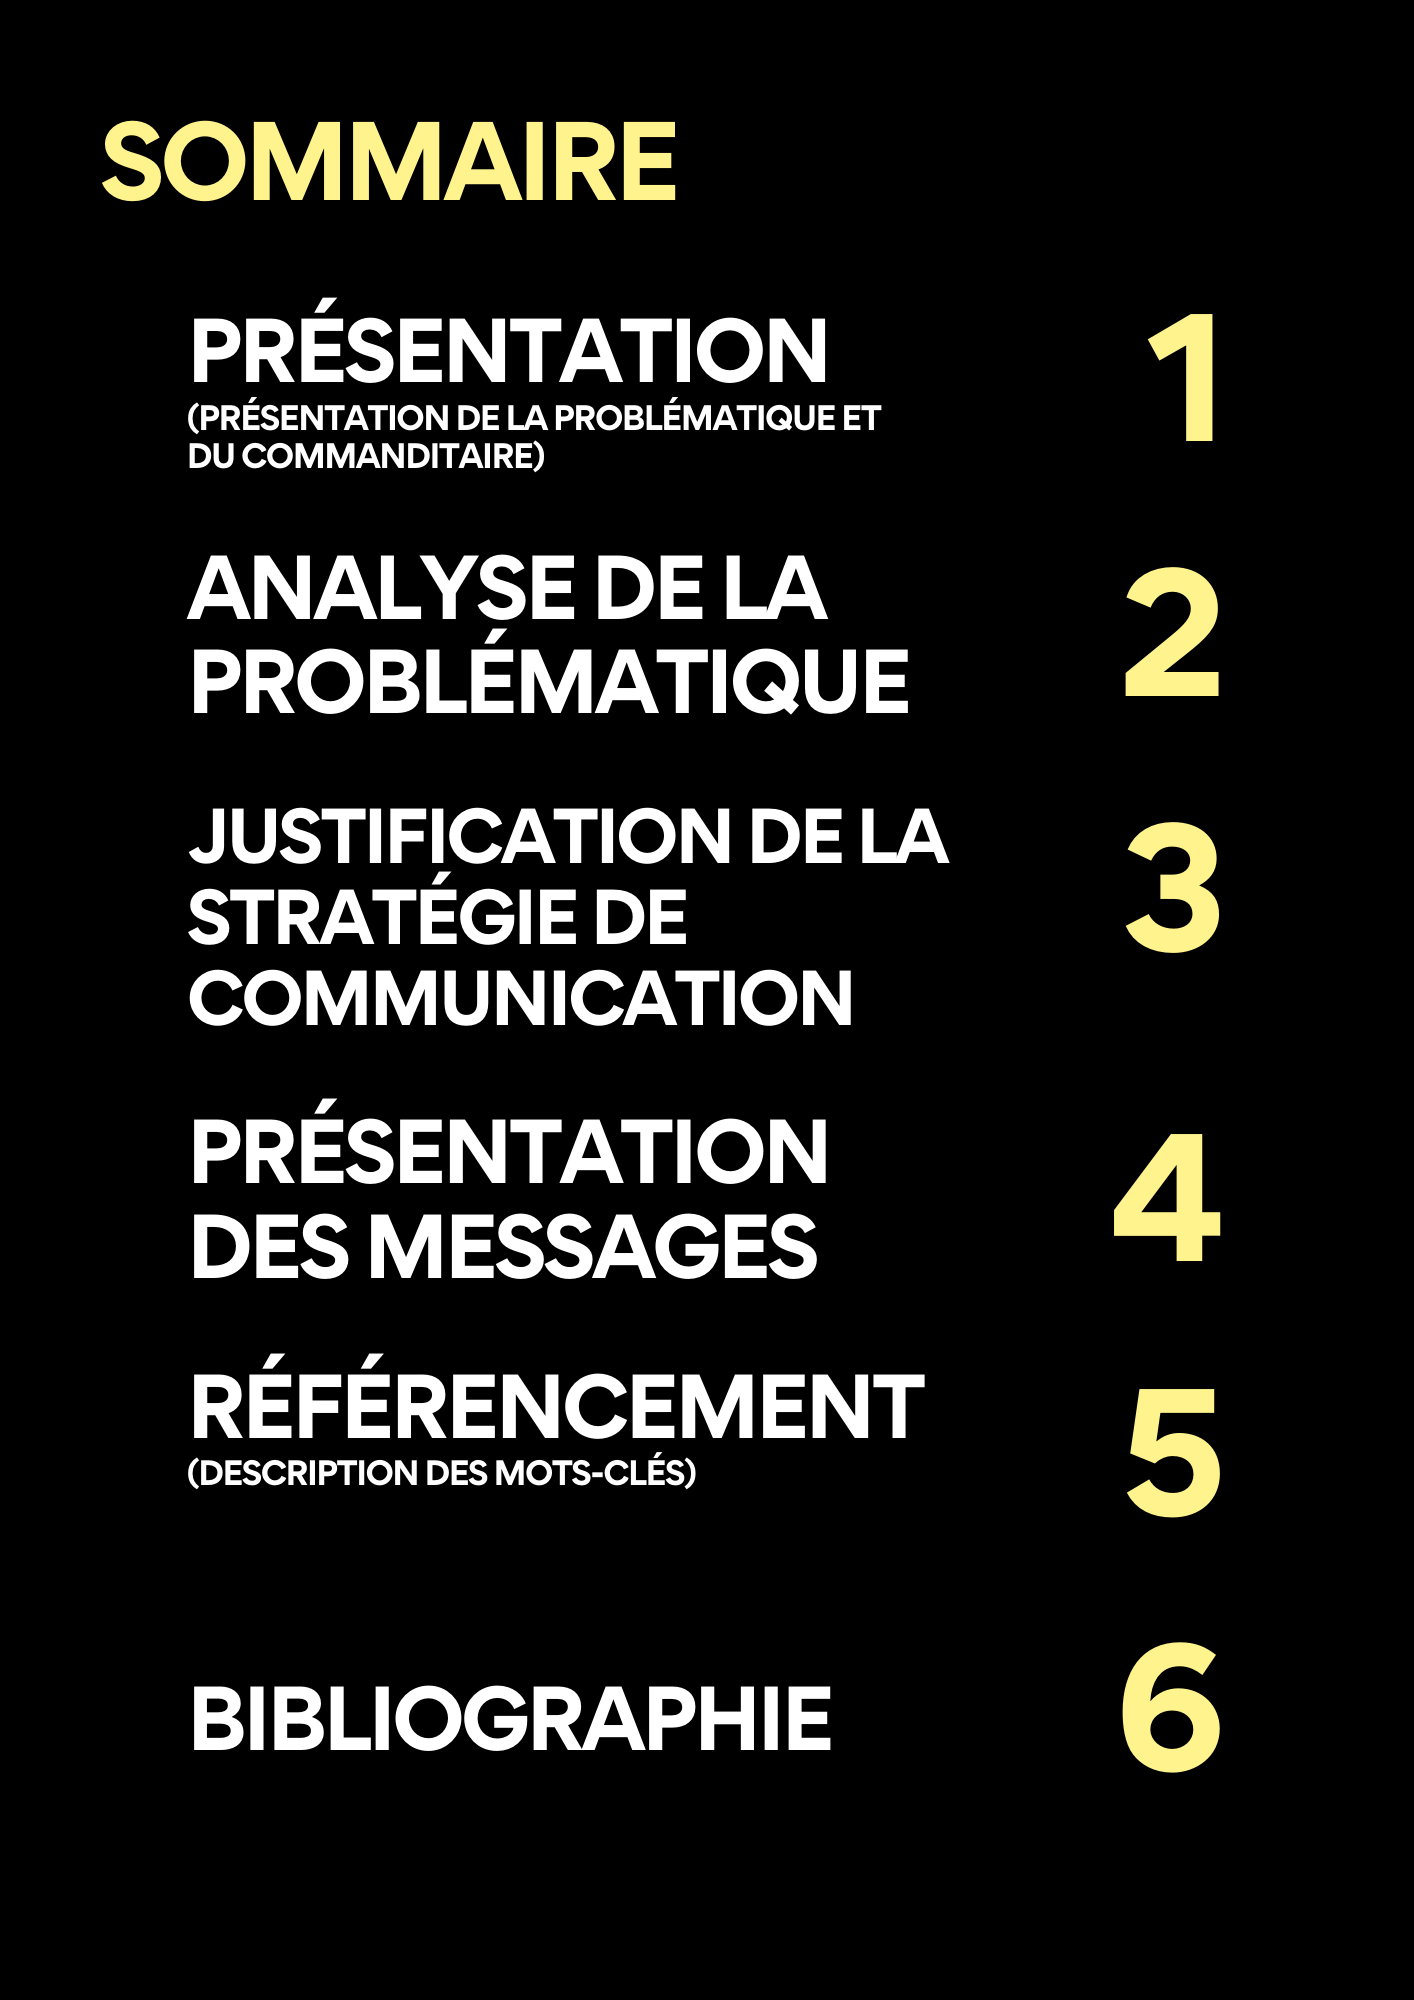 SOMMAIRE
PRÉSENTATION
(PRÉSENTATION DE LA PROBLÉMATIQUE ET
DU COMMANDITAIRE)
1
ANALYSE DE LA
PROBLÉMATIQUE
2
JUSTIFICATION DE LA
STRATÉGIE DE
COMMUNICATION
3
PRÉSENTATION
DES MESSAGES
4
RÉFÉRENCEMENT
(DESCRIPTION DES MOTS-CLÉS)
5
BIBLIOGRAPHIE
6